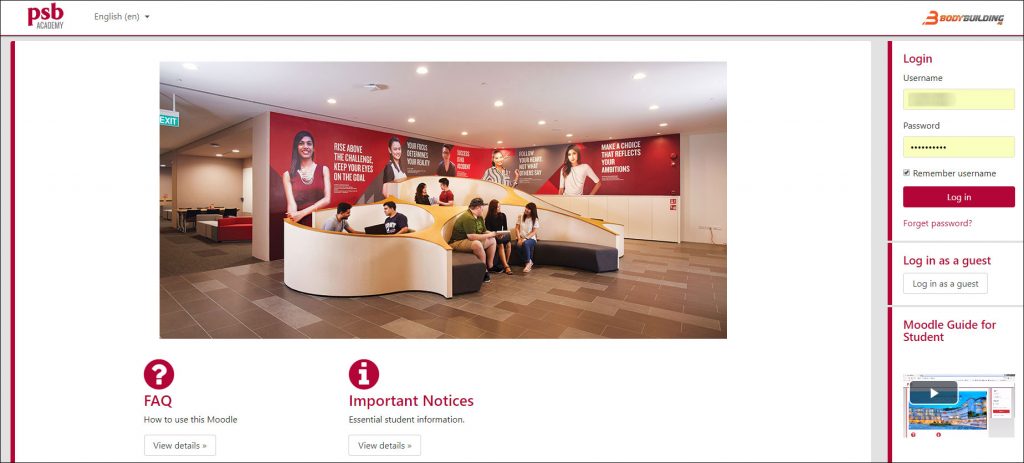 psb
ACADEMY
English (en)
BODYBUILDING
EXIT
RISE ABOVE
THE CHALLENGE,
KEEP YOUR EYES
ON THE GOAL
YOUR FOCUS
DETERMINES
YOUR REALITY
SUCCESS
IS NO
ACCIDENT
FOLLOW
YOUR HEART,
NOT WHAT
OTHERS SAY
MAKE A CHOICE
THAT REFLECTS
YOUR
AMBITIONS
FAQ
How to use this Moodle
View details »
Important Notices
Essential student information.
View details »
Login
Username
Password
••••••••••
Remember username
Log in
Forget password?
Log in as a guest
Log in as a guest
Moodle Guide for
Student